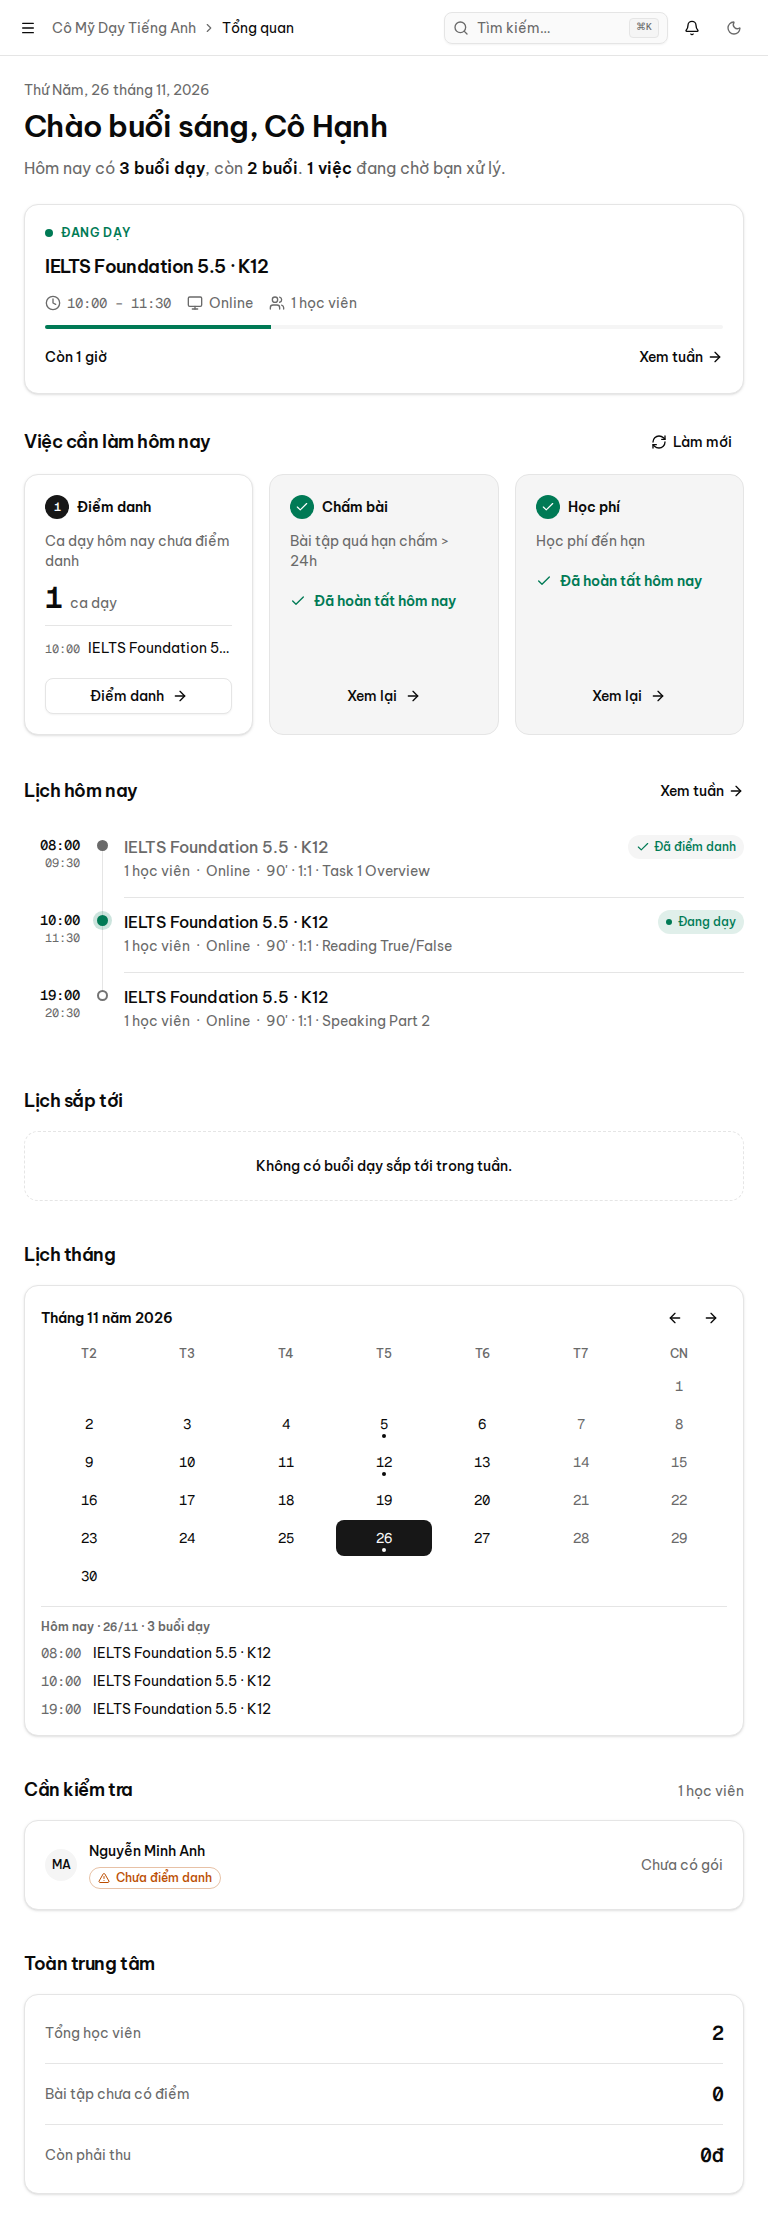 Cô Mỹ Dạy Tiếng Anh > Tổng quan
Tìm kiếm... ⌘K
Thứ Năm, 26 tháng 11, 2026
Chào buổi sáng, Cô Hạnh
Hôm nay có 3 buổi dạy, còn 2 buổi. 1 việc đang chờ bạn xử lý.
ĐANG DẠY
IELTS Foundation 5.5 · K12
10:00 – 11:30 Online 1 học viên
Còn 1 giờ Xem tuần →
Việc cần làm hôm nay Làm mới
1 Điểm danh
Ca dạy hôm nay chưa điểm
danh
1 ca dạy
10:00 IELTS Foundation 5...
Điểm danh →
Chấm bài
Bài tập quá hạn chấm >
24h
Đã hoàn tất hôm nay
Xem lại →
Học phí
Học phí đến hạn
Đã hoàn tất hôm nay
Xem lại →
Lịch hôm nay Xem tuần →
08:00 IELTS Foundation 5.5 · K12 Đã điểm danh
09:30 1 học viên · Online · 90' · 1:1 · Task 1 Overview
10:00 IELTS Foundation 5.5 · K12 Đang dạy
11:30 1 học viên · Online · 90' · 1:1 · Reading True/False
19:00 IELTS Foundation 5.5 · K12
20:30 1 học viên · Online · 90' · 1:1 · Speaking Part 2
Lịch sắp tới
Không có buổi dạy sắp tới trong tuần.
Lịch tháng
Tháng 11 năm 2026 ← →
T2 T3 T4 T5 T6 T7 CN
1
2 3 4 5 6 7 8
9 10 11 12 13 14 15
16 17 18 19 20 21 22
23 24 25 26 27 28 29
30
Hôm nay · 26/11 · 3 buổi dạy
08:00 IELTS Foundation 5.5 · K12
10:00 IELTS Foundation 5.5 · K12
19:00 IELTS Foundation 5.5 · K12
Cần kiểm tra 1 học viên
MA Nguyễn Minh Anh
Chưa điểm danh Chưa có gói
Toàn trung tâm
Tổng học viên 2
Bài tập chưa có điểm 0
Còn phải thu 0đ